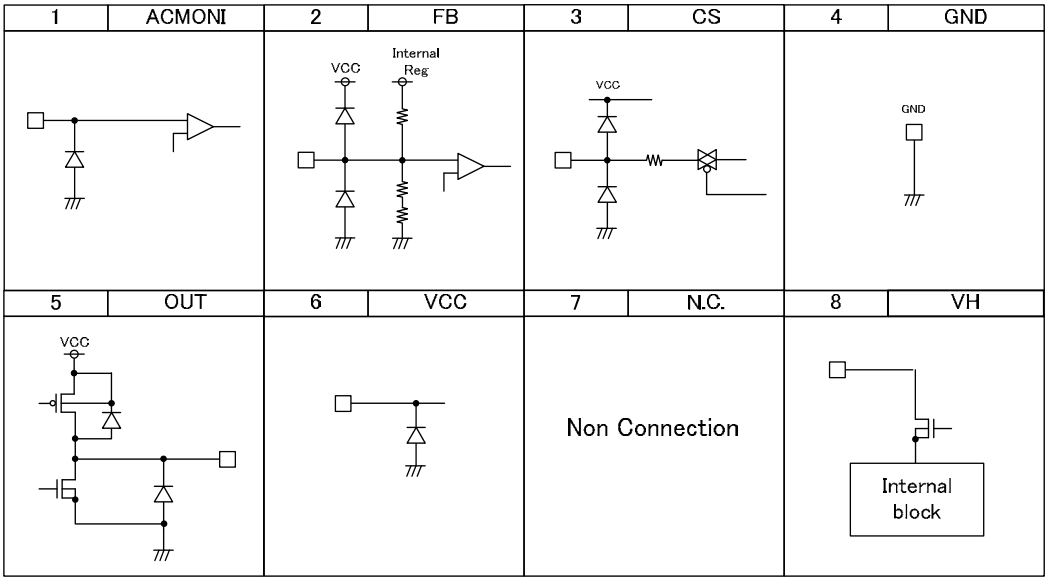 1 ACMONI 2 FB 3 CS 4 GND
VCC
Internal
Reg
VCC
GND
5 OUT 6 VCC 7 N.C. 8 VH
VCC
Non Connection
Internal
block